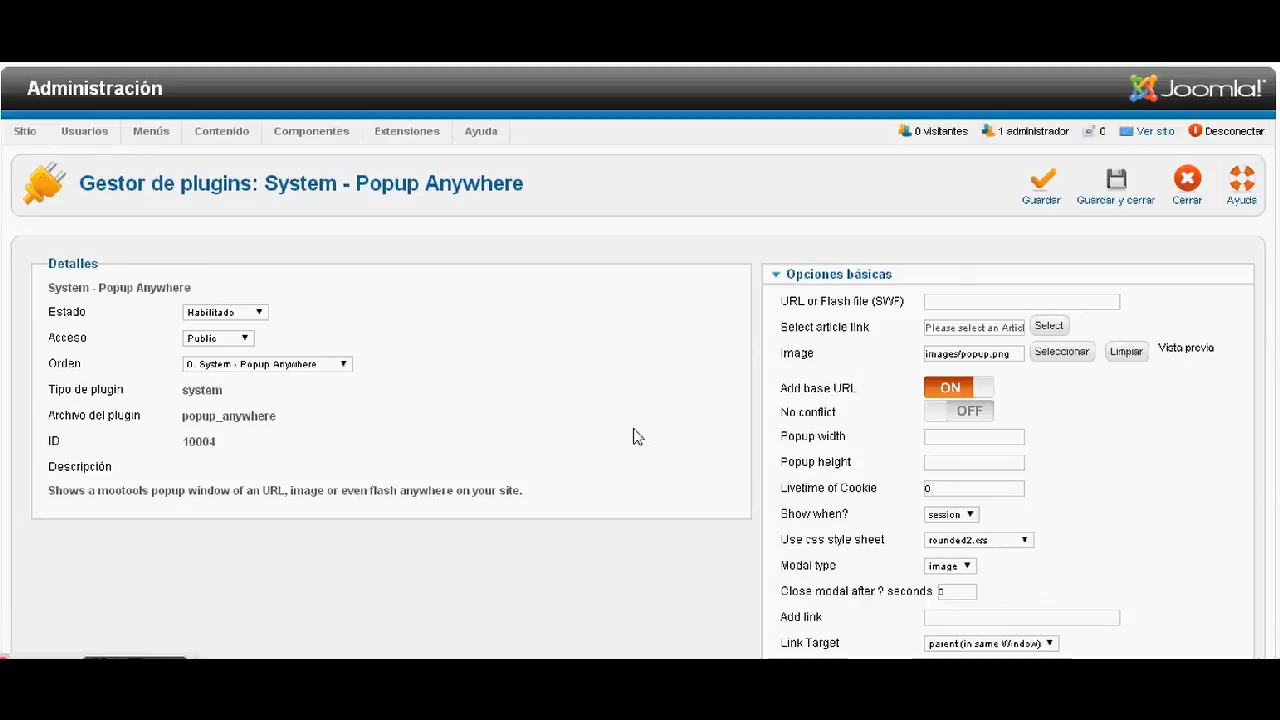 Administración
Joomla!
Sitio Usuarios Menús Contenido Componentes Extensiones Ayuda 0 visitantes 1 administrador 0 Ver sitio Desconectar
Gestor de plugins: System - Popup Anywhere
Guardar Guardar y cerrar Cerrar Ayuda
Detalles
System - Popup Anywhere
Estado Habilitado
Acceso Public
Orden 0. System - Popup Anywhere
Tipo de plugin system
Archivo del plugin popup_anywhere
ID 10004
Descripción
Shows a mootools popup window of an URL, image or even flash anywhere on your site.
Opciones básicas
URL or Flash file (SWF)
Select article link Please select an Articl Select
Image images/popup.png Seleccionar Limpiar Vista previa
Add base URL ON
No conflict OFF
Popup width
Popup height
Livetime of Cookie 0
Show when? session
Use css style sheet rounded2.css
Modal type image
Close modal after ? seconds 0
Add link
Link Target parent (in same Window)